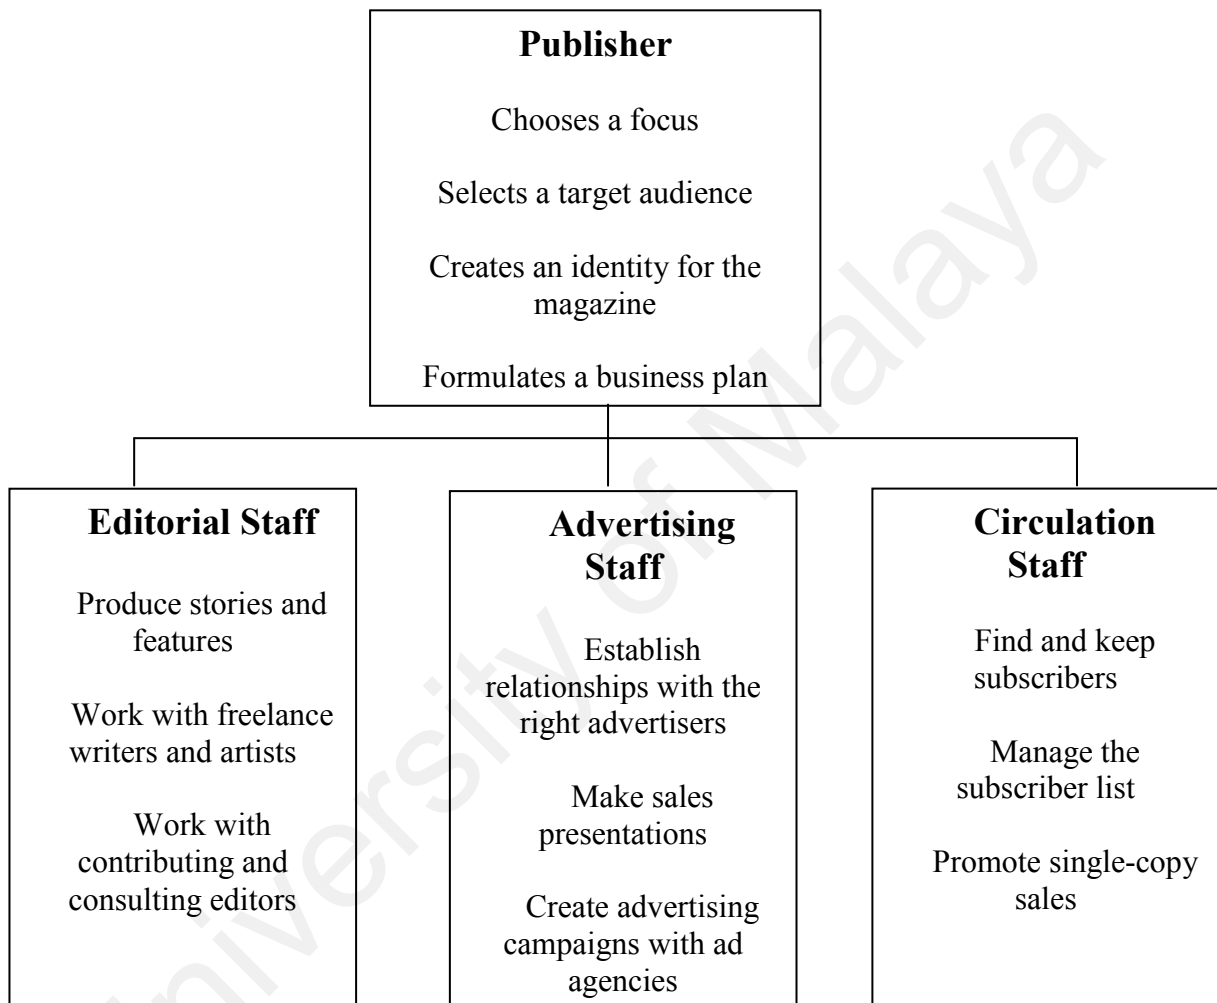 Publisher
Chooses a focus
Selects a target audience
Creates an identity for the
magazine
Formulates a business plan
Editorial Staff
Produce stories and
features
Work with freelance
writers and artists
Work with
contributing and
consulting editors
Advertising
Staff
Establish
relationships with the
right advertisers
Make sales
presentations
Create advertising
campaigns with ad
agencies
Circulation
Staff
Find and keep
subscribers
Manage the
subscriber list
Promote single-copy
sales
University of Malaya